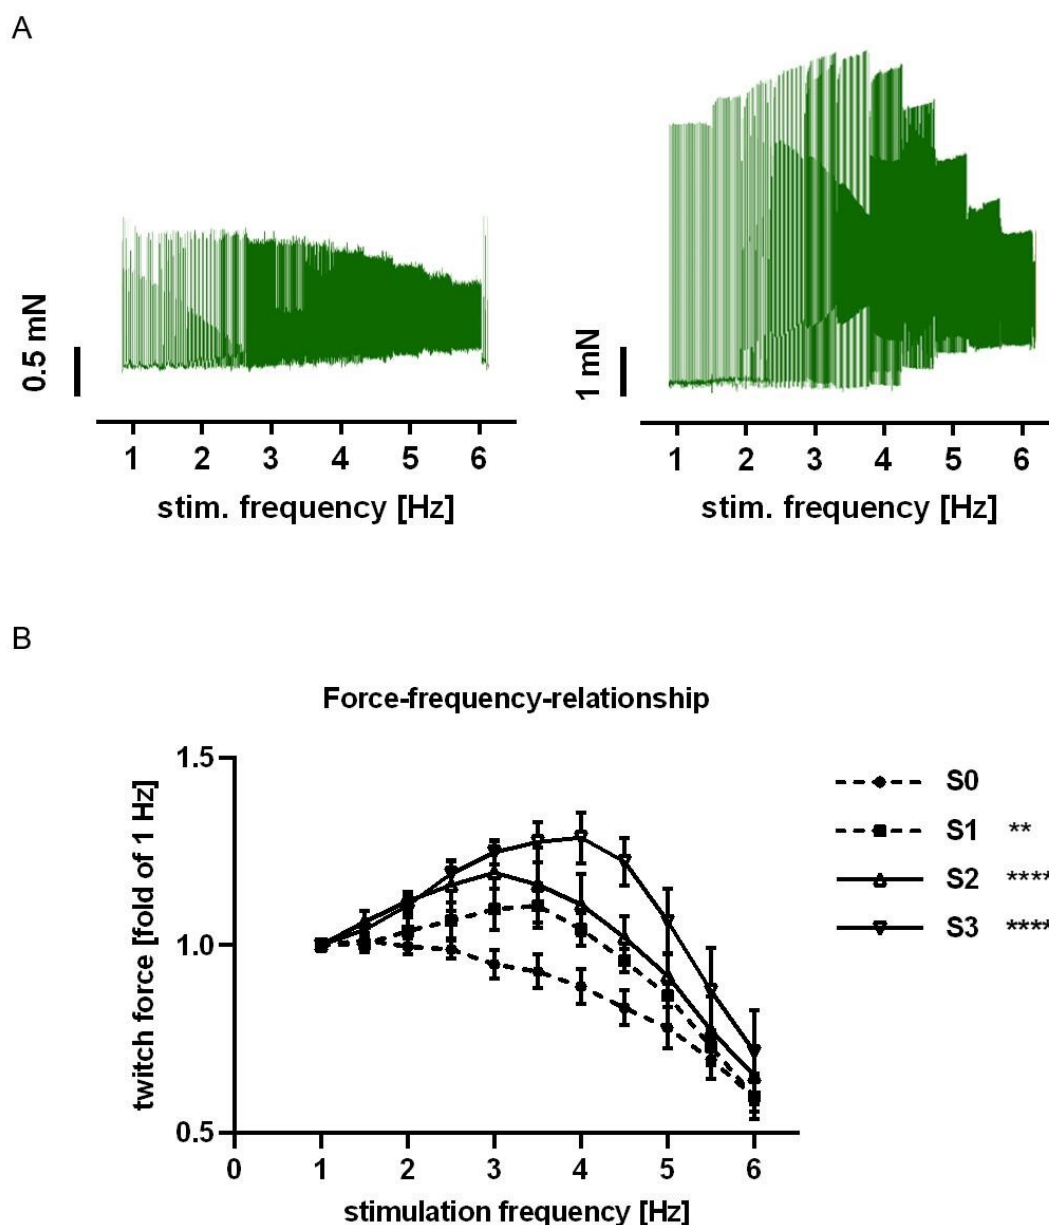 A
0.5 mN
1 2 3 4 5 6
stim. frequency [Hz]
1 mN
1 2 3 4 5 6
stim. frequency [Hz]
B
Force-frequency-relationship
twitch force [fold of 1 Hz]
1.5
1.0
0.5
0 1 2 3 4 5 6
stimulation frequency [Hz]
S0
S1 **
S2 ****
S3 ****